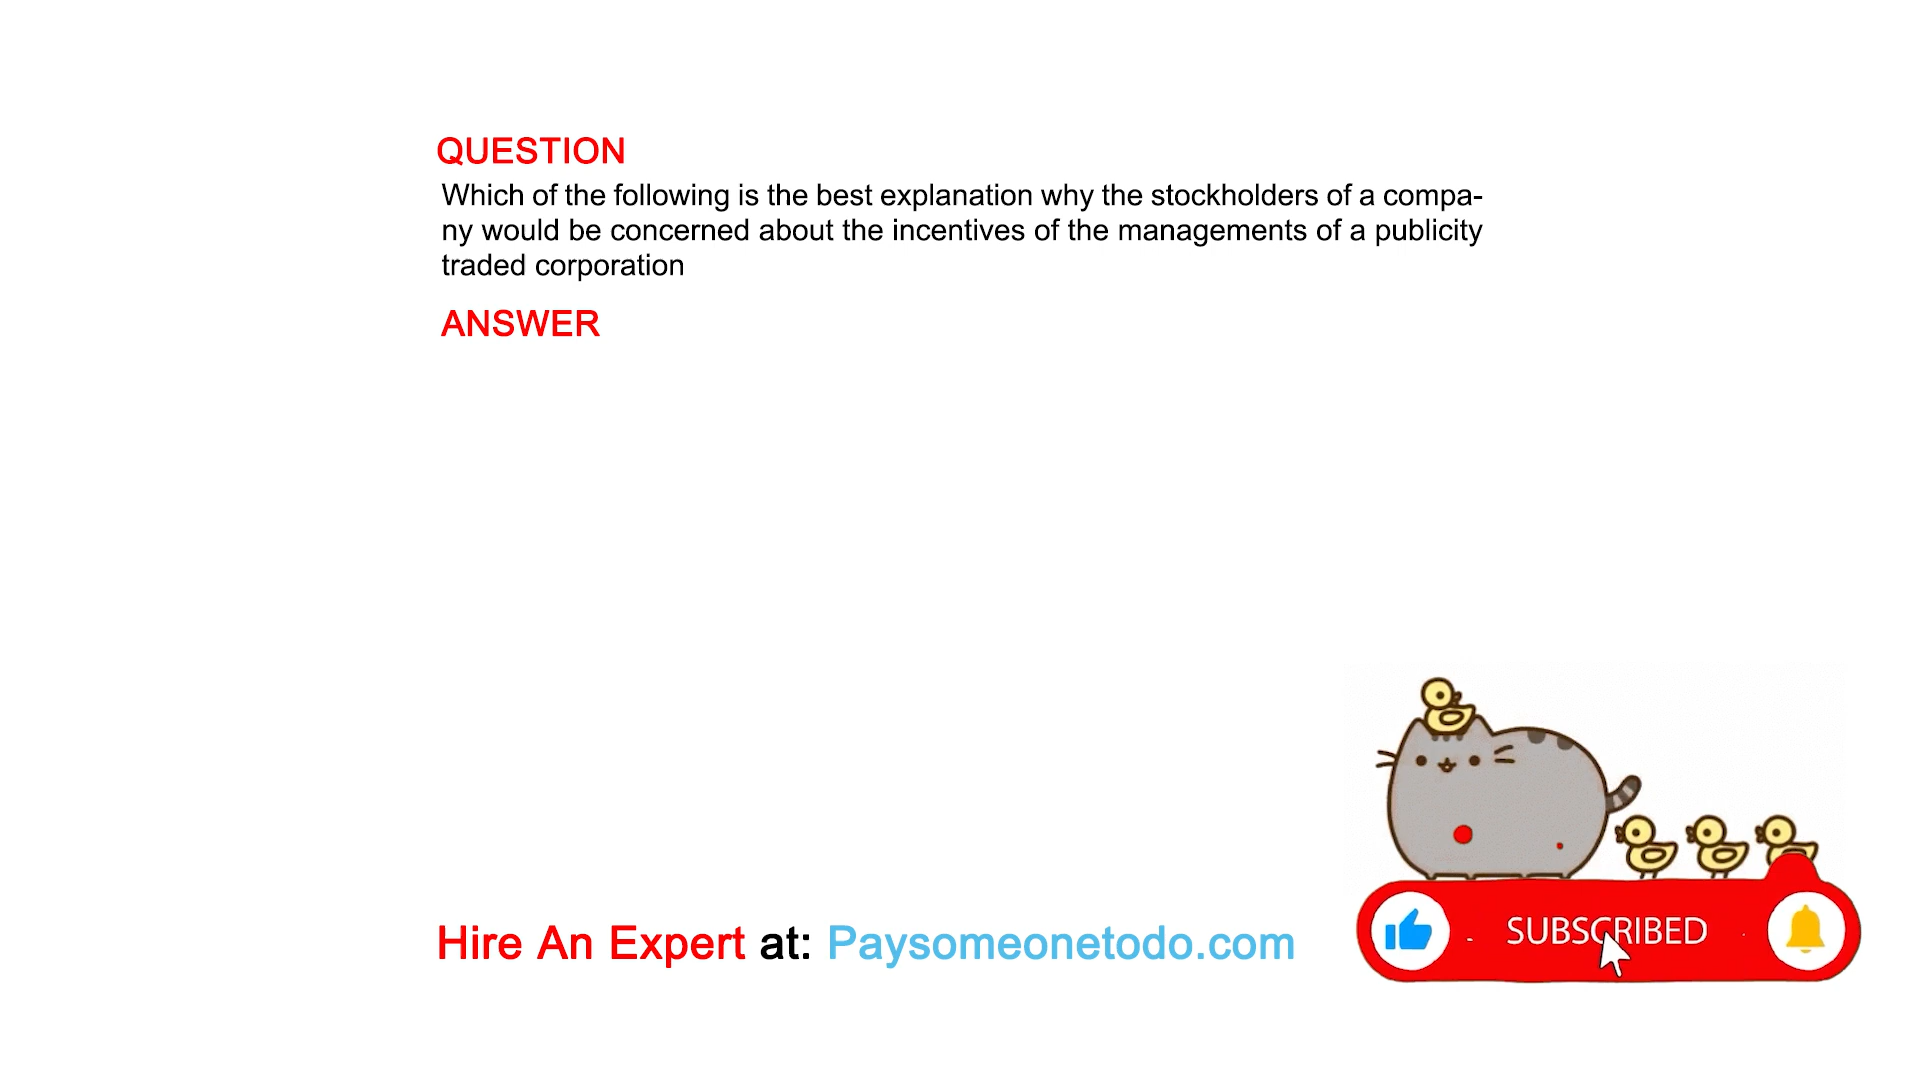 QUESTION
Which of the following is the best explanation why the stockholders of a compa-
ny would be concerned about the incentives of the managements of a publicity
traded corporation
ANSWER
Hire An Expert at: Paysomeonetodo.com
SUBSCRIBED